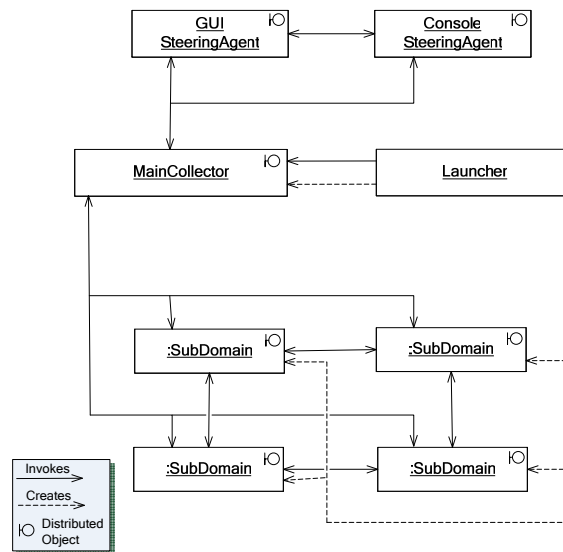 GUI
SteeringAgent
Console
SteeringAgent
MainCollector
Launcher
:SubDomain
:SubDomain
:SubDomain
:SubDomain
Invokes
Creates
Distributed
Object